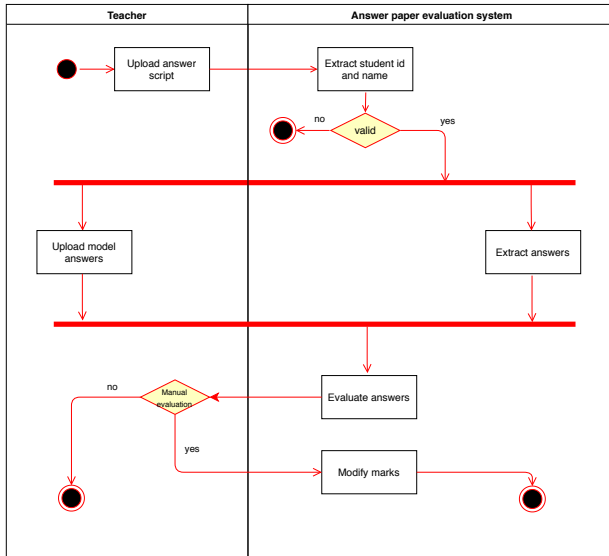 Teacher
Answer paper evaluation system
Upload answer
script
Extract student id
and name
no
valid
yes
Upload model
answers
Extract answers
no
Manual
evaluation
Evaluate answers
yes
Modify marks